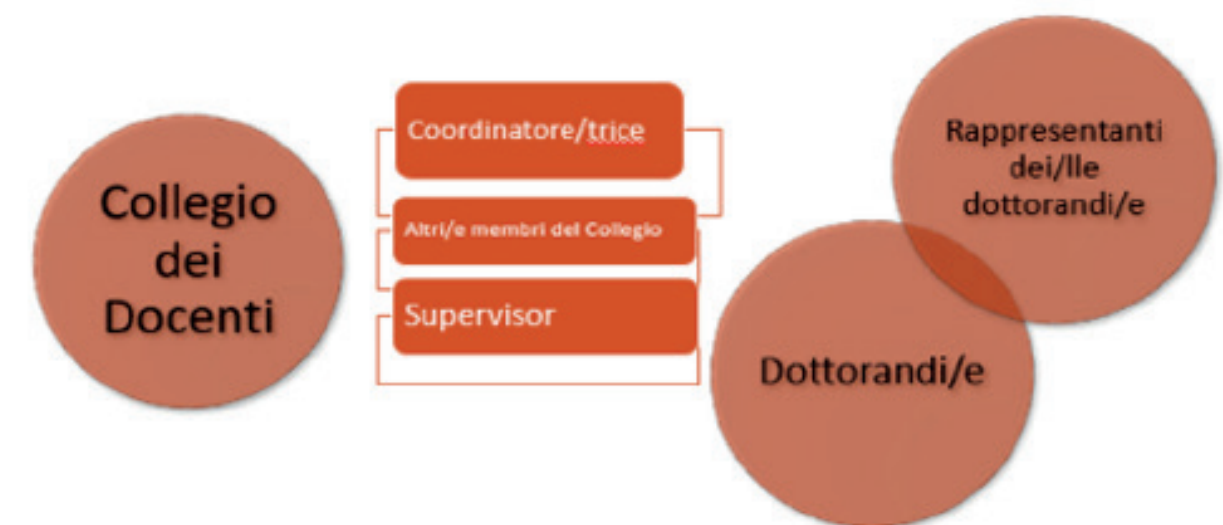 Collegio
dei
Docenti
Coordinatore/trice
Altri/e membri del Collegio
Supervisor
Rappresentanti
dei/lle
dottorandi/e
Dottorandi/e